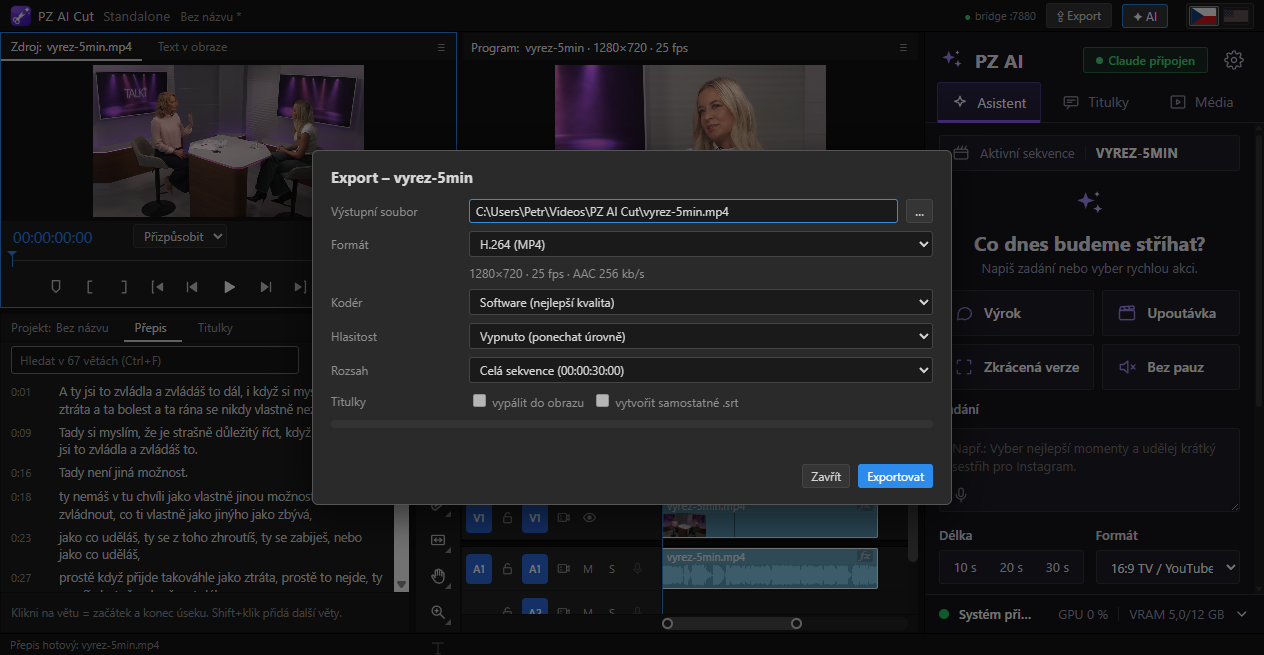 PZ AI Cut Standalone Bez názvu * bridge :7880 Export AI
Zdroj: vyrez-5min.mp4 Text v obraze
Program: vyrez-5min · 1280×720 · 25 fps
TALK
00:00:00:00 Přizpůsobit
Projekt: Bez názvu Přepis Titulky
Hledat v 67 větách (Ctrl+F)
0:01 A ty jsi to zvládla a zvládáš to dál, i když si
ztráta a ta bolest a ta rána se nikdy vlastně
0:09 Tady si myslím, že je strašně důležitý říct, když
jsi to zvládla a zvládáš to.
0:16 Tady není jiná možnost.
0:18 ty nemáš v tu chvíli jako vlastně jinou možnost
zvládnout, co ti vlastně jako jinýho jako zbývá,
0:23 jako co uděláš, ty se z toho zhroutíš, ty se zabiješ, nebo
jako co uděláš,
0:27 prostě když přijde takováhle jako ztráta, prostě to nejde, ty
Klikni na větu = začátek a konec úseku. Shift+klik přidá další věty.
Přepis hotový: vyrez-5min.mp4
Export – vyrez-5min
Výstupní soubor C:\Users\Petr\Videos\PZ AI Cut\vyrez-5min.mp4 ...
Formát H.264 (MP4)
1280×720 · 25 fps · AAC 256 kb/s
Kodér Software (nejlepší kvalita)
Hlasitost Vypnuto (ponechat úrovně)
Rozsah Celá sekvence (00:00:30:00)
Titulky vypálit do obrazu vytvořit samostatné .srt
Zavřít Exportovat
V1 V1 vyrez-5min.mp4 fx
A1 A1 M S vyrez-5min.mp4 fx
A2 M S
PZ AI Claude připojen
Asistent Titulky Média
Aktivní sekvence VYREZ-5MIN
Co dnes budeme stříhat?
Napiš zadání nebo vyber rychlou akci.
Výrok Upoutávka
Zkrácená verze Bez pauz
adání
Např.: Vyber nejlepší momenty a udělej krátký
sestřih pro Instagram.
Délka Formát
10 s 20 s 30 s 16:9 TV / YouTube
Systém při... GPU 0 % VRAM 5,0/12 GB